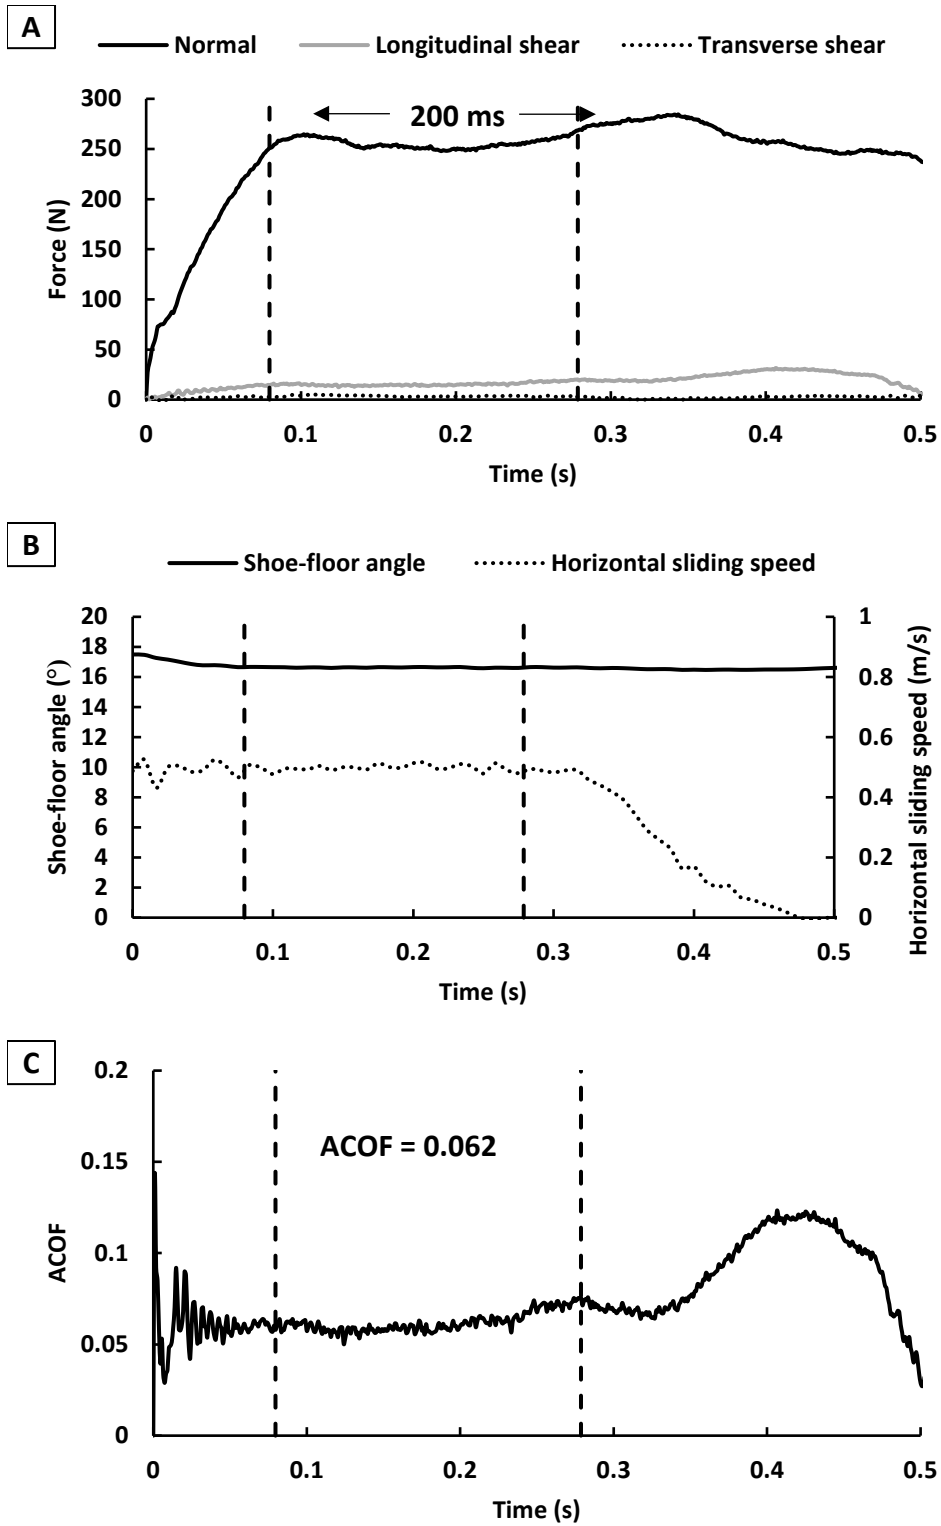 A
Normal Longitudinal shear Transverse shear
300
250
200
150
100
50
0
Force (N)
200 ms
0 0.1 0.2 0.3 0.4 0.5
Time (s)
B
Shoe-floor angle Horizontal sliding speed
20
18
16
14
12
10
8
6
4
2
0
Shoe-floor angle (°)
1
0.8
0.6
0.4
0.2
0
Horizontal sliding speed (m/s)
0 0.1 0.2 0.3 0.4 0.5
Time (s)
C
0.2
0.15
0.1
0.05
0
ACOF
ACOF = 0.062
0 0.1 0.2 0.3 0.4 0.5
Time (s)